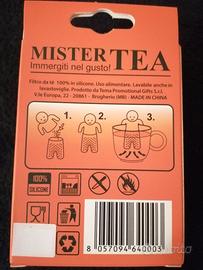 MISTER TEA
Immergiti nel gusto!
Filtro da tè 100% in silicone. Uso alimentare. Lavabile anche in
lavastoviglie. Prodotto da Tema Promotional Gifts S.r.l.
V.le Europa, 22 - 20861 - Brugherio (MB) - MADE IN CHINA
1. 2. 3.
100%
SILICONE
8 057094 640003